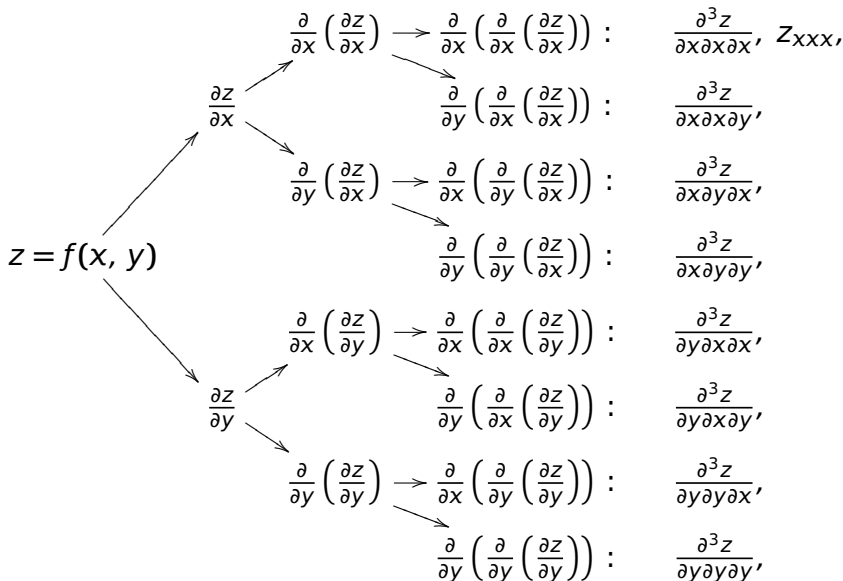 ∂/∂x (∂z/∂x) → ∂/∂x (∂/∂x (∂z/∂x)) : ∂³z/∂x∂x∂x, z_xxx,
∂z/∂x ∂/∂y (∂/∂x (∂z/∂x)) : ∂³z/∂x∂x∂y,
∂/∂y (∂z/∂x) → ∂/∂x (∂/∂y (∂z/∂x)) : ∂³z/∂x∂y∂x,
z = f(x, y) ∂/∂y (∂/∂y (∂z/∂x)) : ∂³z/∂x∂y∂y,
∂/∂x (∂z/∂y) → ∂/∂x (∂/∂x (∂z/∂y)) : ∂³z/∂y∂x∂x,
∂z/∂y ∂/∂y (∂/∂x (∂z/∂y)) : ∂³z/∂y∂x∂y,
∂/∂y (∂z/∂y) → ∂/∂x (∂/∂y (∂z/∂y)) : ∂³z/∂y∂y∂x,
∂/∂y (∂/∂y (∂z/∂y)) : ∂³z/∂y∂y∂y,